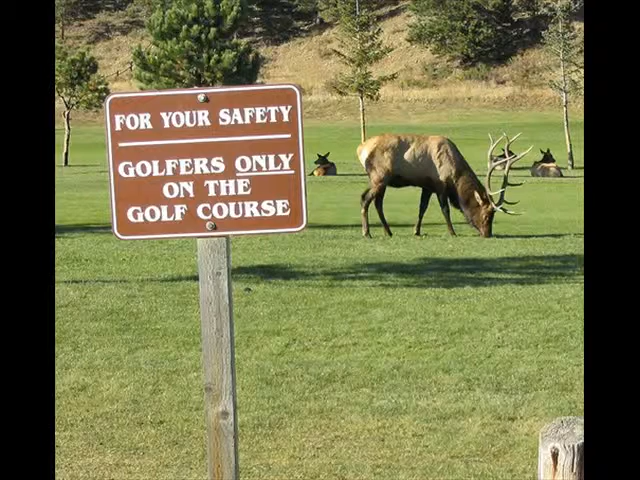 FOR YOUR SAFETY
GOLFERS ONLY
ON THE
GOLF COURSE